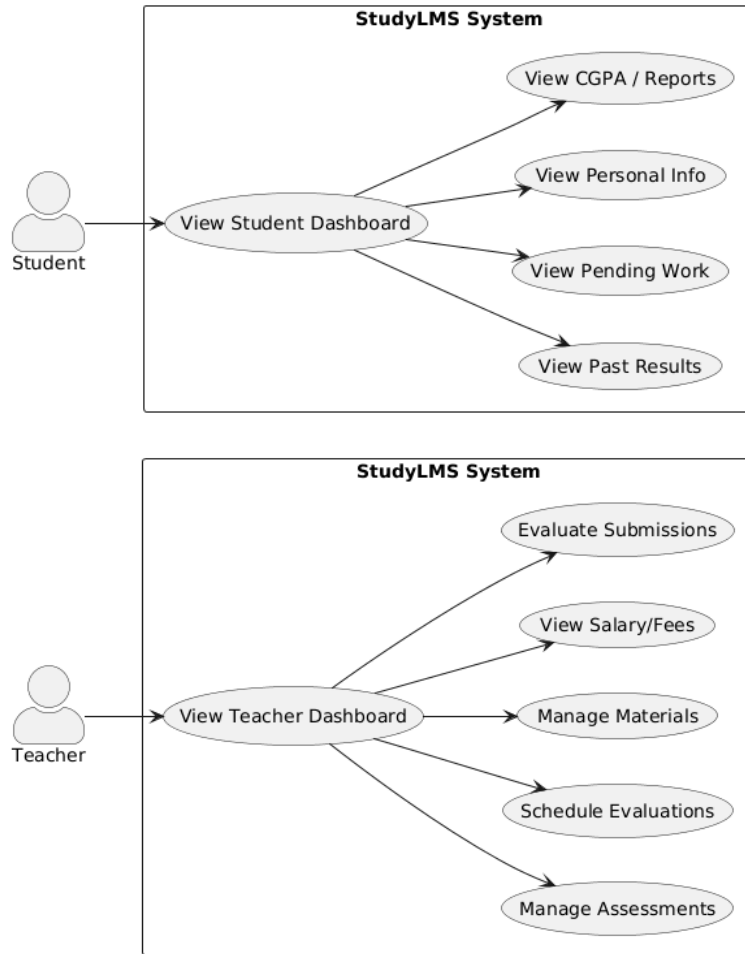 StudyLMS System
View CGPA / Reports
View Personal Info
View Student Dashboard
View Pending Work
Student
View Past Results
StudyLMS System
Evaluate Submissions
View Salary/Fees
View Teacher Dashboard
Manage Materials
Teacher
Schedule Evaluations
Manage Assessments